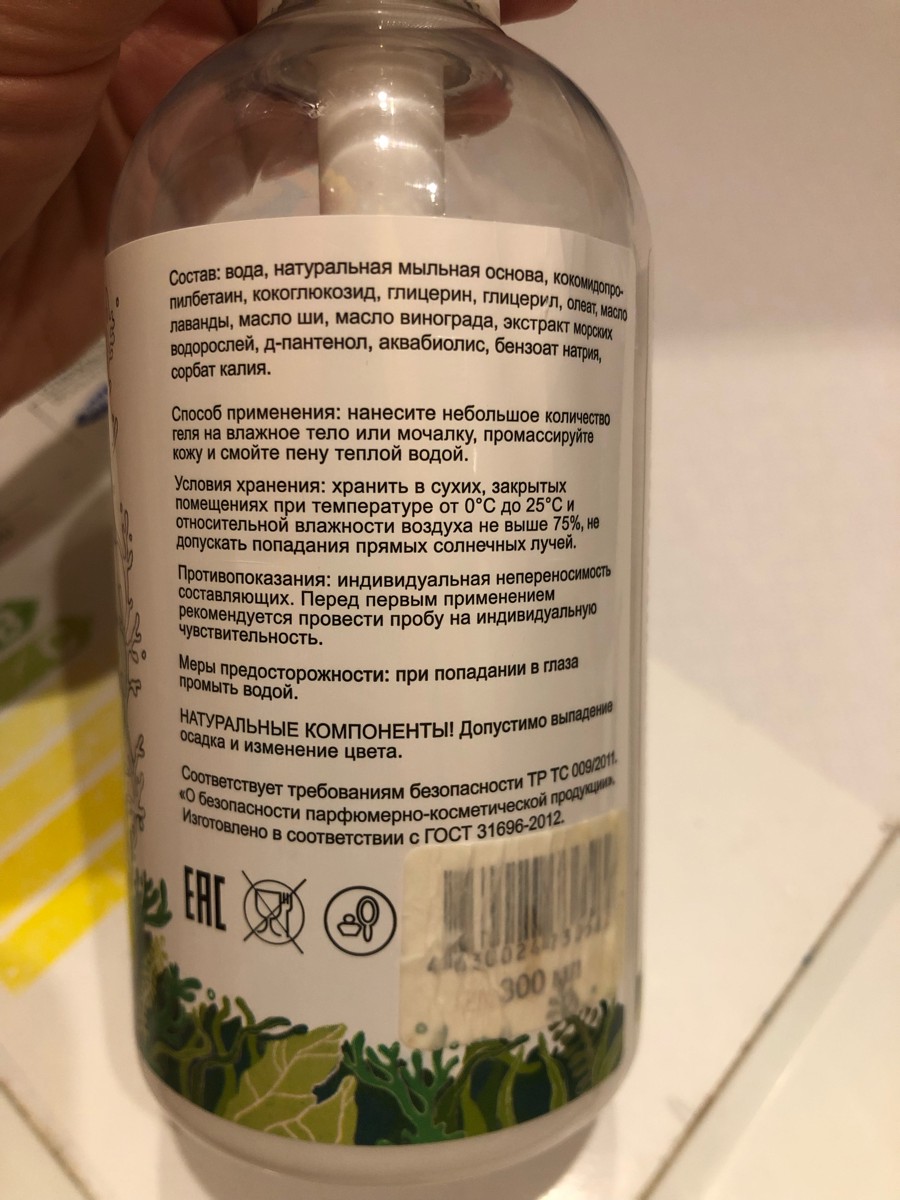 Состав: вода, натуральная мыльная основа, кокомидопро-
пилбетаин, кокоглюкозид, глицерин, глицерил, олеат, масло
лаванды, масло ши, масло винограда, экстракт морских
водорослей, д-пантенол, аквабиолис, бензоат натрия,
сорбат калия.
Способ применения: нанесите небольшое количество
геля на влажное тело или мочалку, промассируйте
кожу и смойте пену теплой водой.
Условия хранения: хранить в сухих, закрытых
помещениях при температуре от 0°C до 25°C и
относительной влажности воздуха не выше 75%, не
допускать попадания прямых солнечных лучей.
Противопоказания: индивидуальная непереносимость
составляющих. Перед первым применением
рекомендуется провести пробу на индивидуальную
чувствительность.
Меры предосторожности: при попадании в глаза
промыть водой.
НАТУРАЛЬНЫЕ КОМПОНЕНТЫ! Допустимо выпадение
осадка и изменение цвета.
Соответствует требованиям безопасности ТР ТС 009/2011.
«О безопасности парфюмерно-косметической продукции».
Изготовлено в соответствии с ГОСТ 31696-2012.
EAC
300 мл